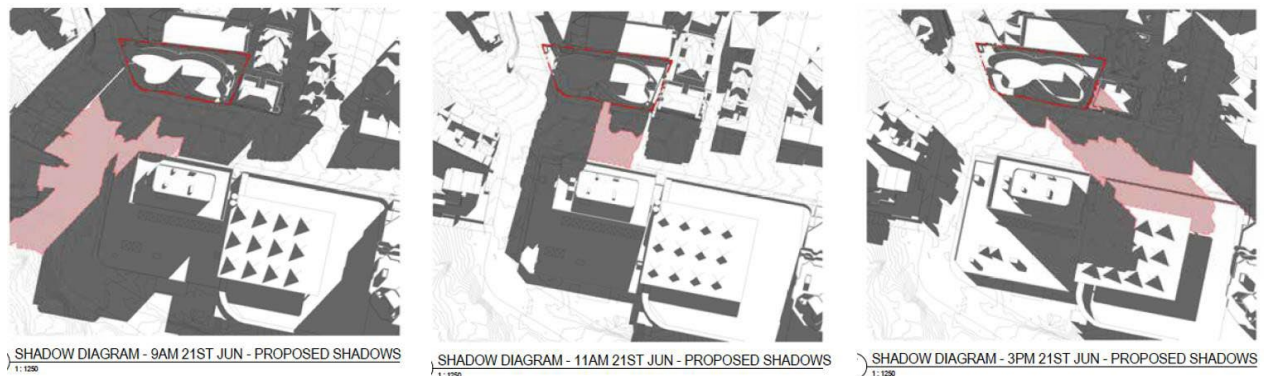 SHADOW DIAGRAM - 9AM 21ST JUN - PROPOSED SHADOWS
1 : 1250
SHADOW DIAGRAM - 11AM 21ST JUN - PROPOSED SHADOWS
1 : 1250
SHADOW DIAGRAM - 3PM 21ST JUN - PROPOSED SHADOWS
1 : 1250